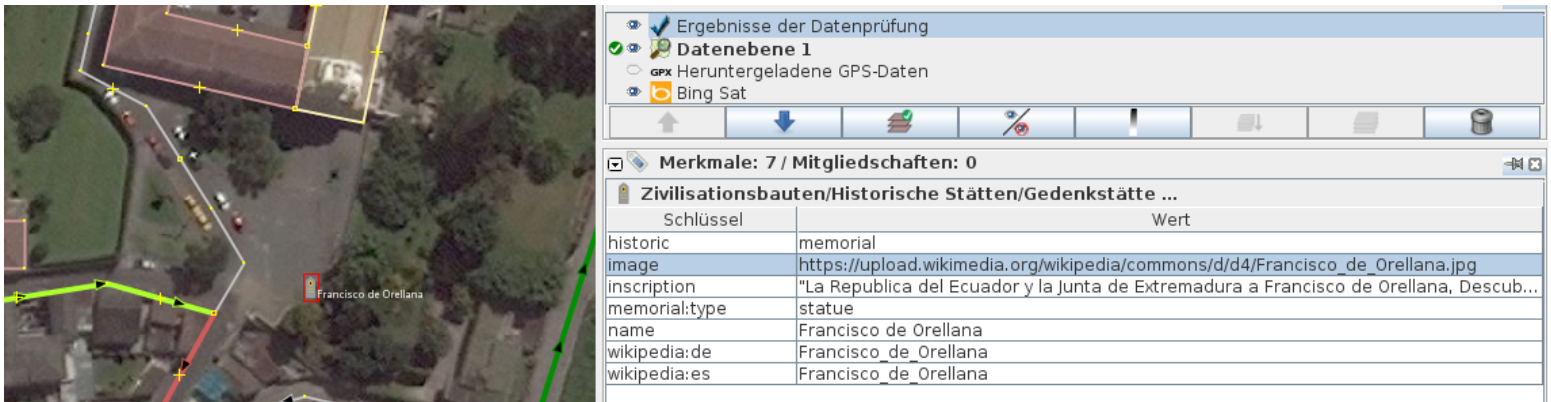 Francisco de Orellana
Ergebnisse der Datenprüfung
Datenebene 1
GPX Heruntergeladene GPS-Daten
Bing Sat
Merkmale: 7 / Mitgliedschaften: 0
Zivilisationsbauten/Historische Stätten/Gedenkstätte ...
Schlüssel Wert
historic memorial
image https://upload.wikimedia.org/wikipedia/commons/d/d4/Francisco_de_Orellana.jpg
inscription "La Republica del Ecuador y la Junta de Extremadura a Francisco de Orellana, Descub...
memorial:type statue
name Francisco de Orellana
wikipedia:de Francisco_de_Orellana
wikipedia:es Francisco_de_Orellana